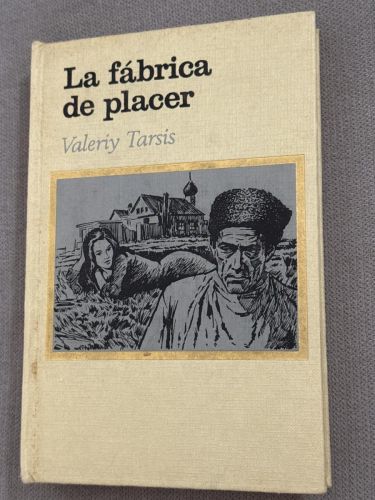 La fábrica
de placer
Valeriy Tarsis